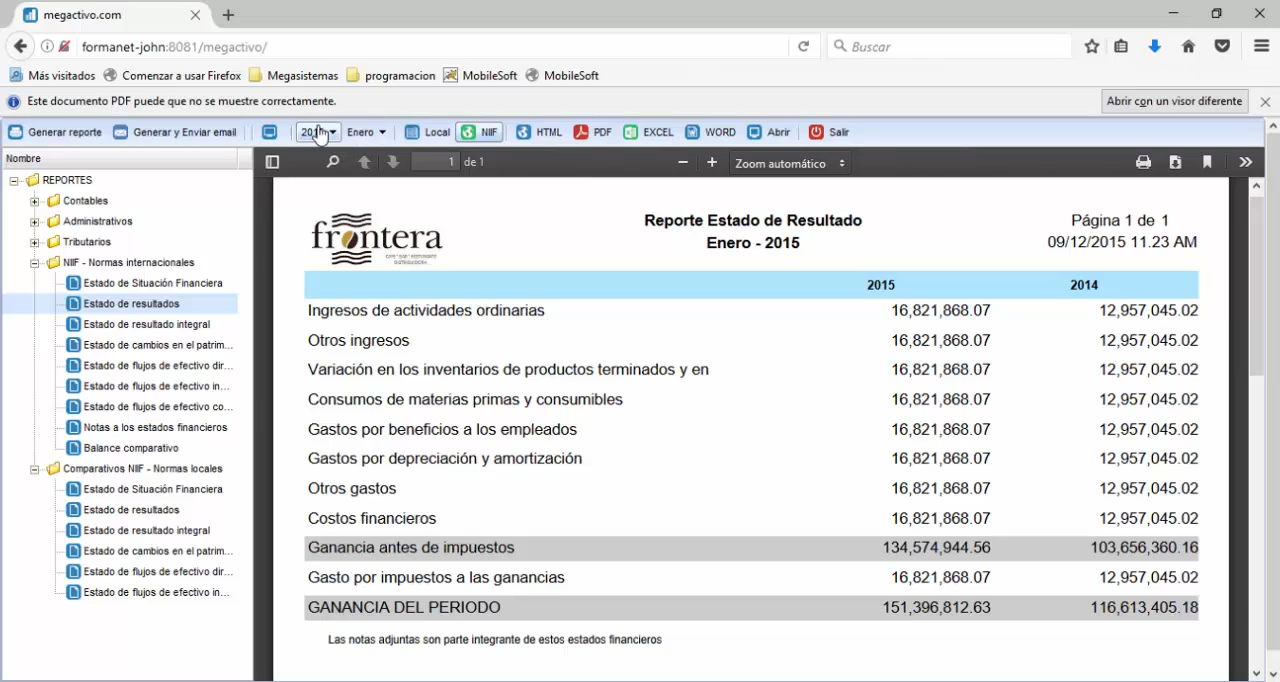 megactivo.com
formanet-john:8081/megactivo/
Buscar
Más visitados Comenzar a usar Firefox Megasistemas programacion MobileSoft MobileSoft
Este documento PDF puede que no se muestre correctamente.
Abrir con un visor diferente
Generar reporte Generar y Enviar email Enero Local NIIF HTML PDF EXCEL WORD Abrir Salir
Nombre
1 de 1
Zoom automático
REPORTES
Contables
Administrativos
Tributarios
NIIF - Normas internacionales
Estado de Situación Financiera
Estado de resultados
Estado de resultado integral
Estado de cambios en el patrim...
Estado de flujos de efectivo dir...
Estado de flujos de efectivo in...
Estado de flujos de efectivo co...
Notas a los estados financieros
Balance comparativo
Comparativos NIIF - Normas locales
Estado de Situación Financiera
Estado de resultados
Estado de resultado integral
Estado de cambios en el patrim...
Estado de flujos de efectivo dir...
Estado de flujos de efectivo in...
frontera
Reporte Estado de Resultado
Enero - 2015
Página 1 de 1
09/12/2015 11.23 AM
2015 2014
Ingresos de actividades ordinarias 16,821,868.07 12,957,045.02
Otros ingresos 16,821,868.07 12,957,045.02
Variación en los inventarios de productos terminados y en 16,821,868.07 12,957,045.02
Consumos de materias primas y consumibles 16,821,868.07 12,957,045.02
Gastos por beneficios a los empleados 16,821,868.07 12,957,045.02
Gastos por depreciación y amortización 16,821,868.07 12,957,045.02
Otros gastos 16,821,868.07 12,957,045.02
Costos financieros 16,821,868.07 12,957,045.02
Ganancia antes de impuestos 134,574,944.56 103,656,360.16
Gasto por impuestos a las ganancias 16,821,868.07 12,957,045.02
GANANCIA DEL PERIODO 151,396,812.63 116,613,405.18
Las notas adjuntas son parte integrante de estos estados financieros